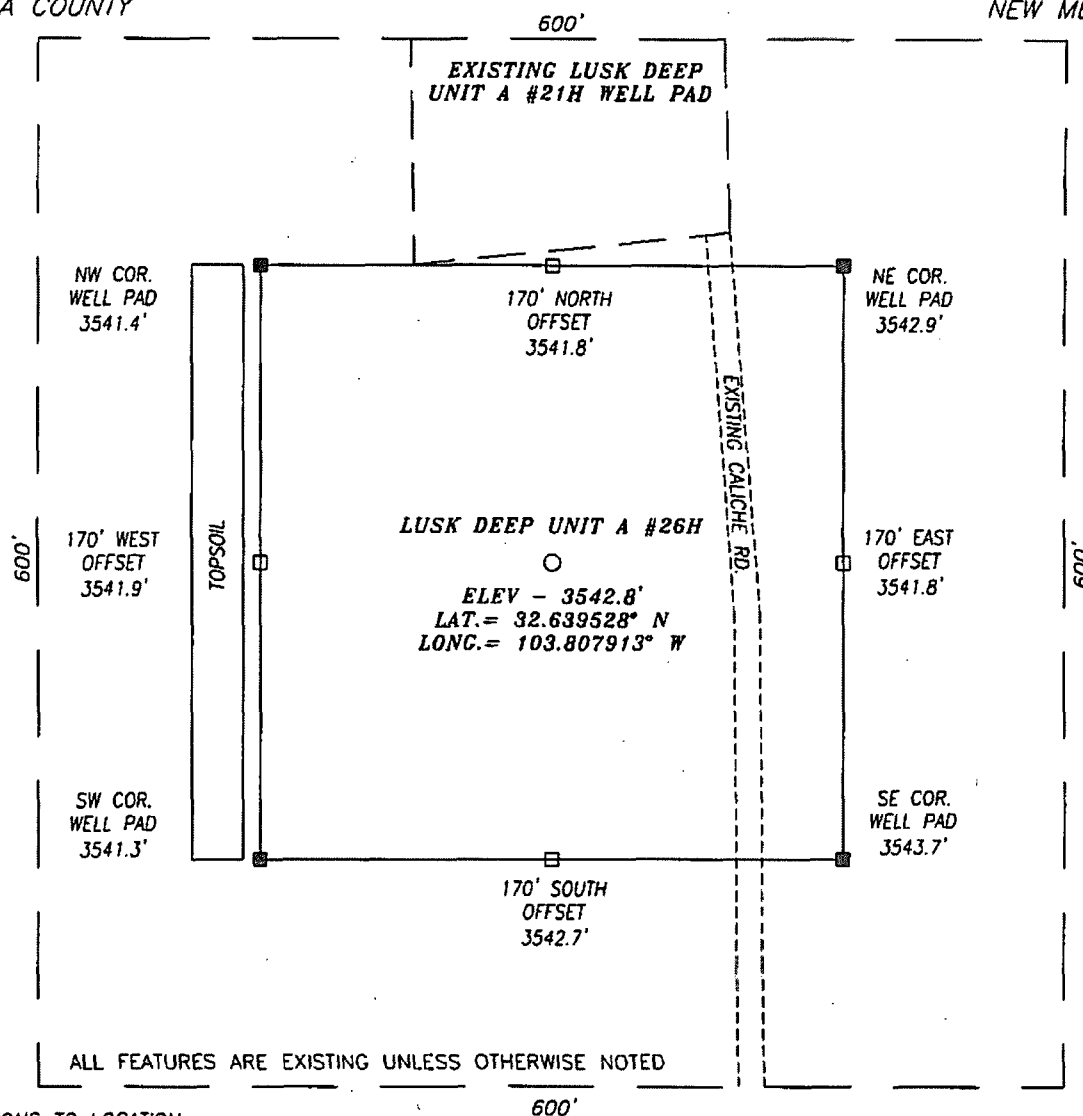 A COUNTY
NEW ME
600'
EXISTING LUSK DEEP
UNIT A #21H WELL PAD
NW COR.
WELL PAD
3541.4'
170' NORTH
OFFSET
3541.8'
NE COR.
WELL PAD
3542.9'
EXISTING CALICHE RD.
600'
170' WEST
OFFSET
3541.9'
TOPSOIL
LUSK DEEP UNIT A #26H
ELEV - 3542.8'
LAT.= 32.639528° N
LONG.= 103.807913° W
170' EAST
OFFSET
3541.8'
600'
SW COR.
WELL PAD
3541.3'
170' SOUTH
OFFSET
3542.7'
SE COR.
WELL PAD
3543.7'
ALL FEATURES ARE EXISTING UNLESS OTHERWISE NOTED
600'